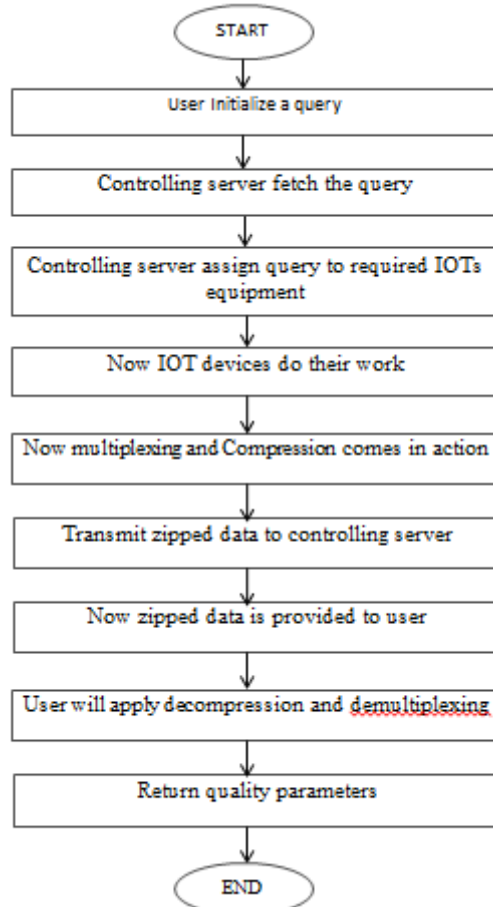 START
User Initialize a query
Controlling server fetch the query
Controlling server assign query to required IOTs
equipment
Now IOT devices do their work
Now multiplexing and Compression comes in action
Transmit zipped data to controlling server
Now zipped data is provided to user
User will apply decompression and demultiplexing
Return quality parameters
END